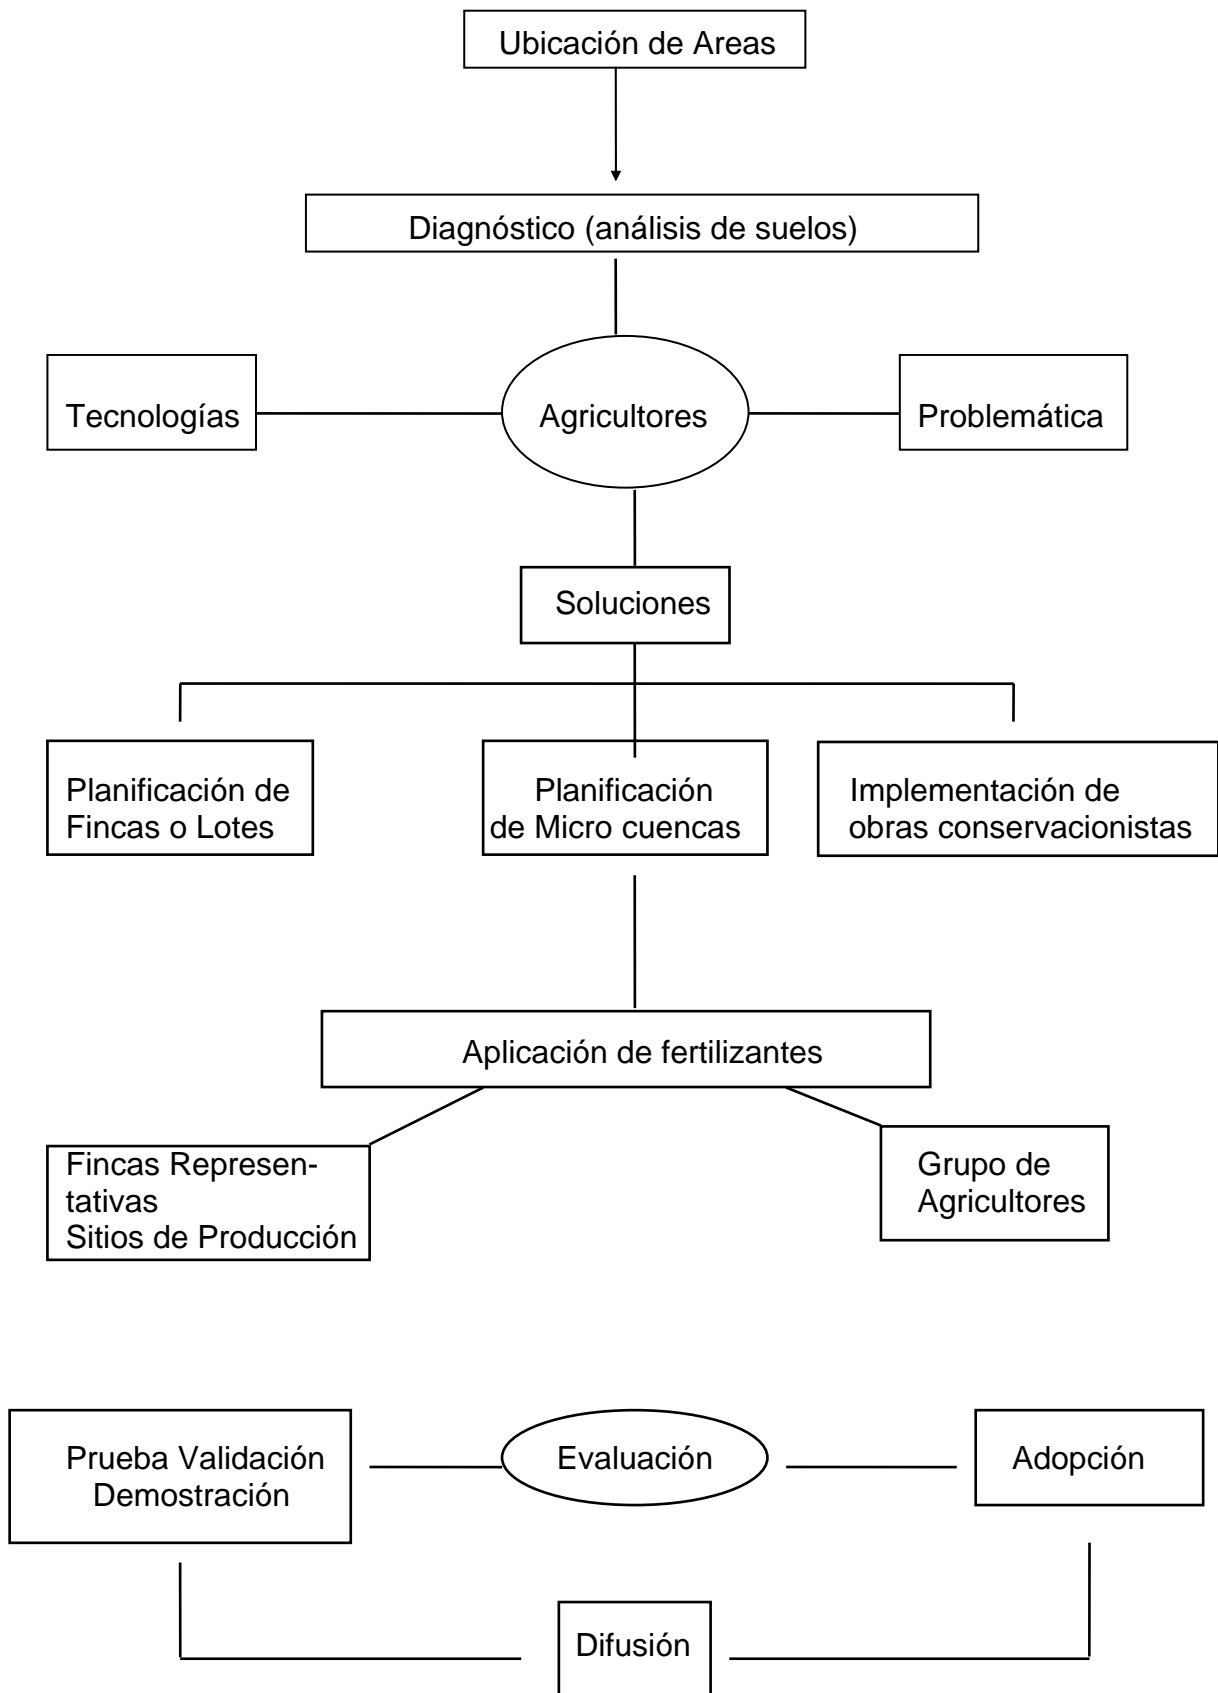 Ubicación de Areas
Diagnóstico (análisis de suelos)
Tecnologías
Agricultores
Problemática
Soluciones
Planificación de
Fincas o Lotes
Planificación
de Micro cuencas
Implementación de
obras conservacionistas
Aplicación de fertilizantes
Fincas Represen-
tativas
Sitios de Producción
Grupo de
Agricultores
Prueba Validación
Demostración
Evaluación
Adopción
Difusión